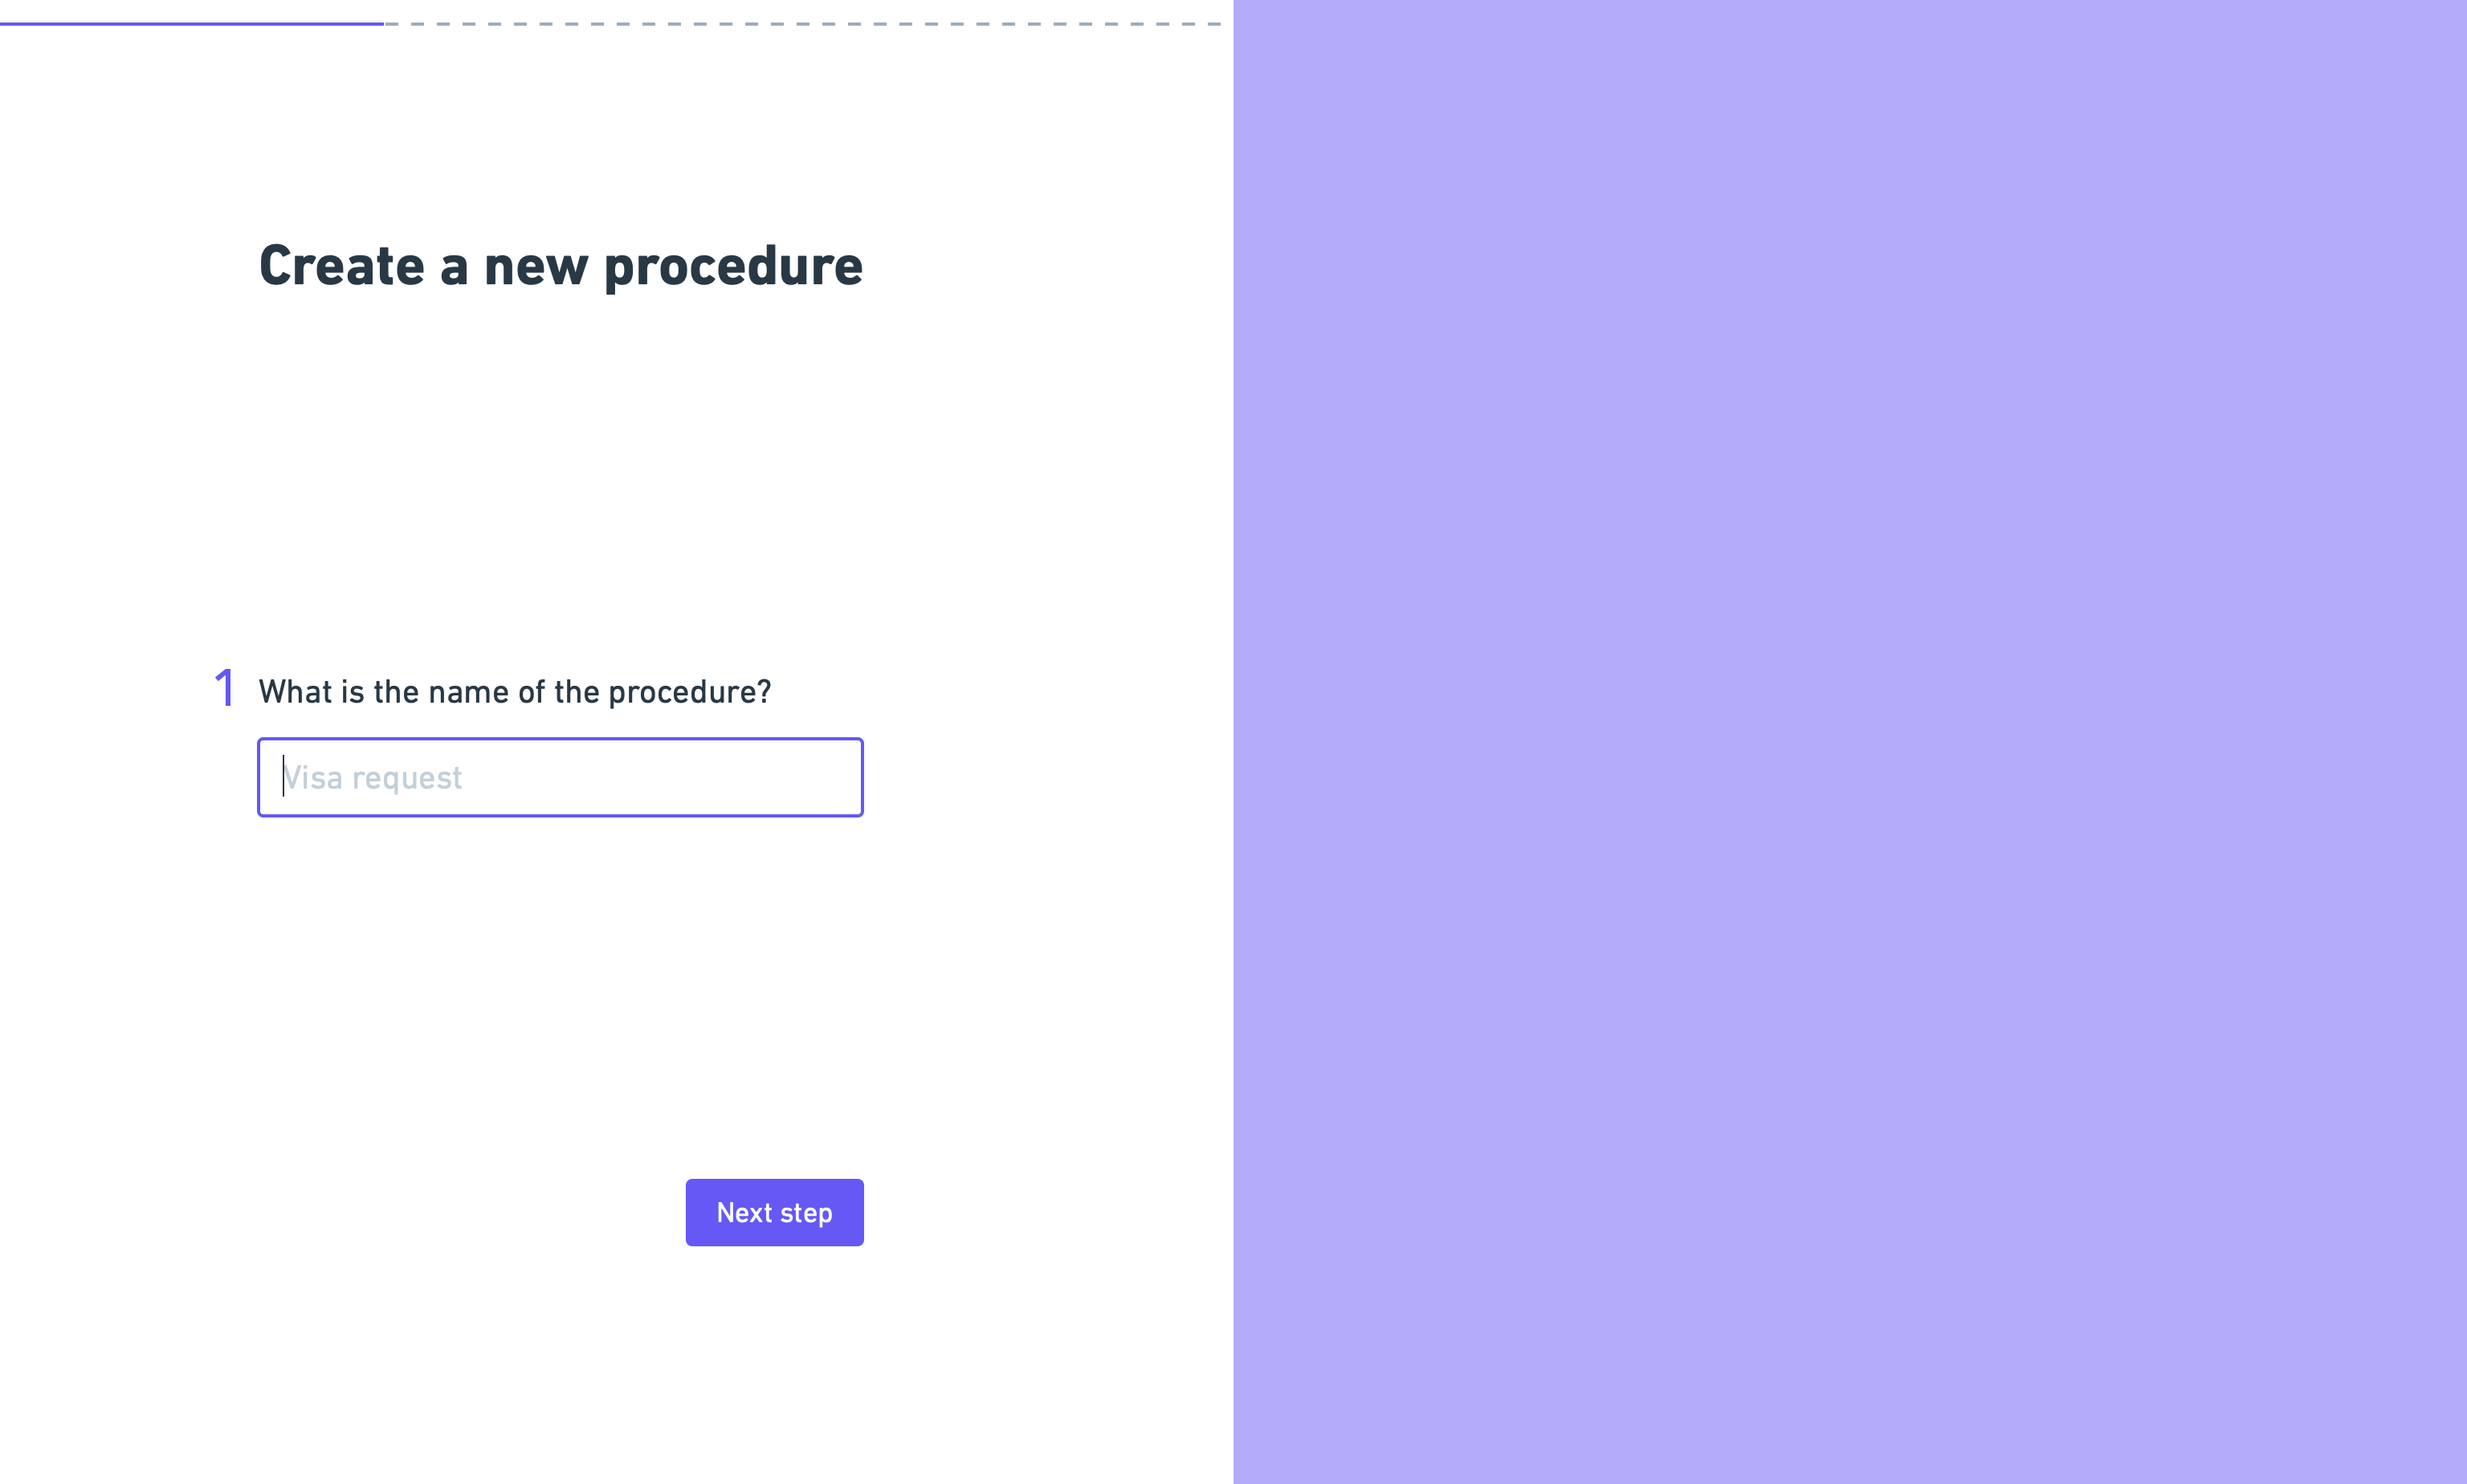 Create a new procedure
1 What is the name of the procedure?
Visa request
Next step